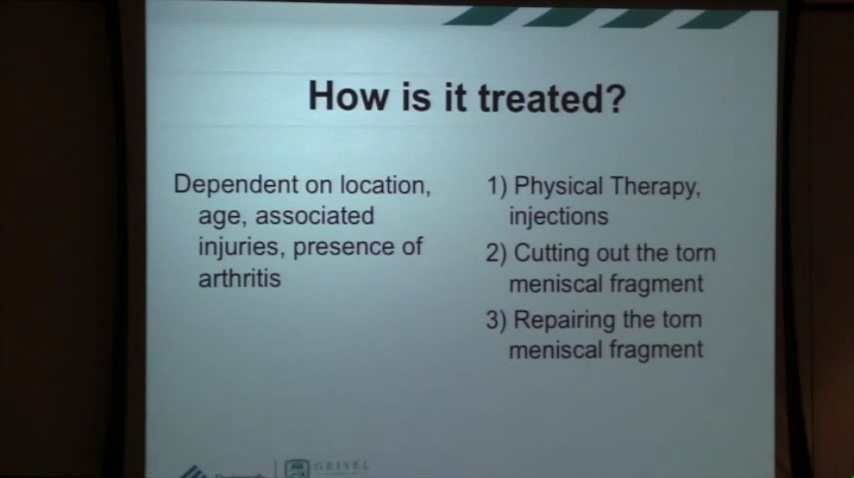 How is it treated?
Dependent on location,
age, associated
injuries, presence of
arthritis
1) Physical Therapy,
injections
2) Cutting out the torn
meniscal fragment
3) Repairing the torn
meniscal fragment
GEISEL